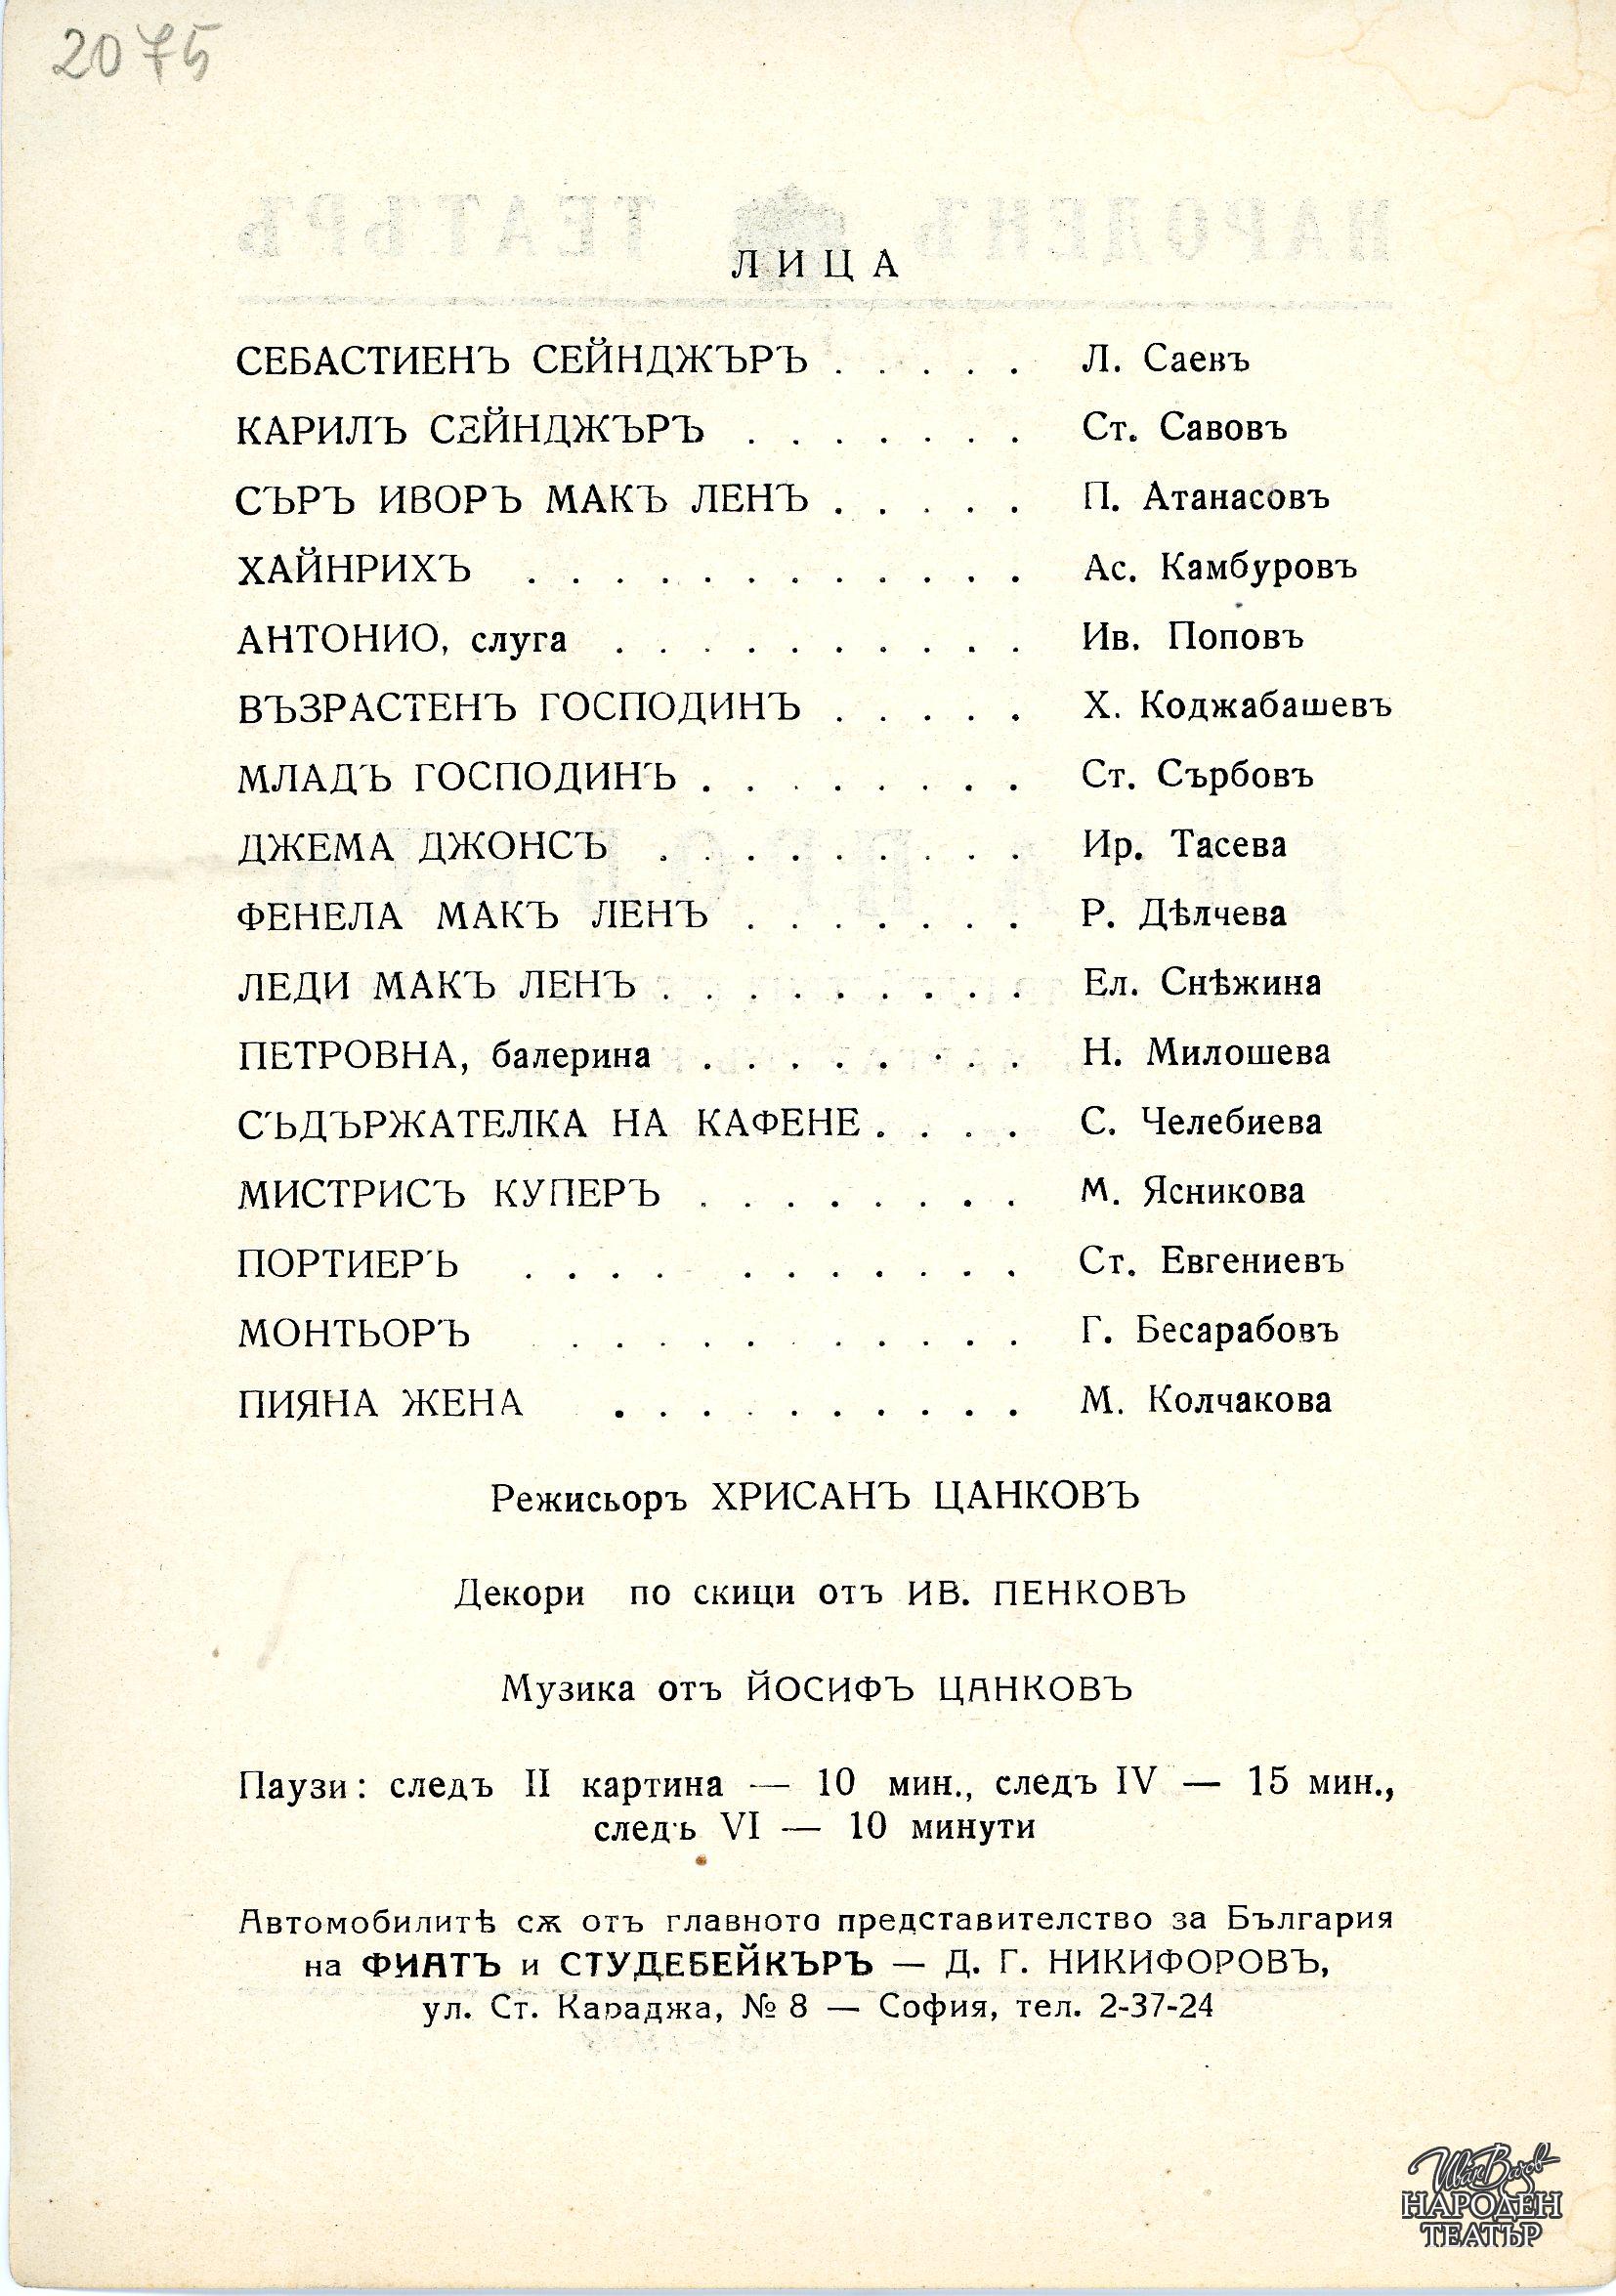 2075
ЛИЦА
СЕБАСТИЕНЪ СЕЙНДЖЪРЪ . . . . . Л. Саевъ
КАРИЛЪ СЕЙНДЖЪРЪ . . . . . . . Ст. Савовъ
СЪРЪ ИВОРЪ МАКЪ ЛЕНЪ . . . . . П. Атанасовъ
ХАЙНРИХЪ . . . . . . . . . . . . Ас. Камбуровъ
АНТОНИО, слуга . . . . . . . . . . Ив. Поповъ
ВЪЗРАСТЕНЪ ГОСПОДИНЪ . . . . . Х. Коджабашевъ
МЛАДЪ ГОСПОДИНЪ . . . . . . . . Ст. Сърбовъ
ДЖЕМА ДЖОНСЪ . . . . . . . . . Ир. Тасева
ФЕНЕЛА МАКЪ ЛЕНЪ . . . . . . . Р. Дѣлчева
ЛЕДИ МАКЪ ЛЕНЪ . . . . . . . . . Ел. Снѣжина
ПЕТРОВНА, балерина . . . . . . . . Н. Милошева
СЪДЪРЖАТЕЛКА НА КАФЕНЕ . . . . С. Челебиева
МИСТРИСЪ КУПЕРЪ . . . . . . . . М. Ясникова
ПОРТИЕРЪ . . . . . . . . . . . Ст. Евгениевъ
МОНТЬОРЪ . . . . . . . . . . Г. Бесарабовъ
ПИЯНА ЖЕНА . . . . . . . . . . М. Колчакова
Режисьоръ ХРИСАНЪ ЦАНКОВЪ
Декори по скици отъ ИВ. ПЕНКОВЪ
Музика отъ ЙОСИФЪ ЦАНКОВЪ
Паузи: следъ II картина — 10 мин., следъ IV — 15 мин.,
следъ VI — 10 минути
Автомобилитѣ сѫ отъ главното представителство за България
на ФИАТЪ и СТУДЕБЕЙКЪРЪ — Д. Г. НИКИФОРОВЪ,
ул. Ст. Караджа, № 8 — София, тел. 2-37-24
Иван Вазов
НАРОДЕН
ТЕАТЪР